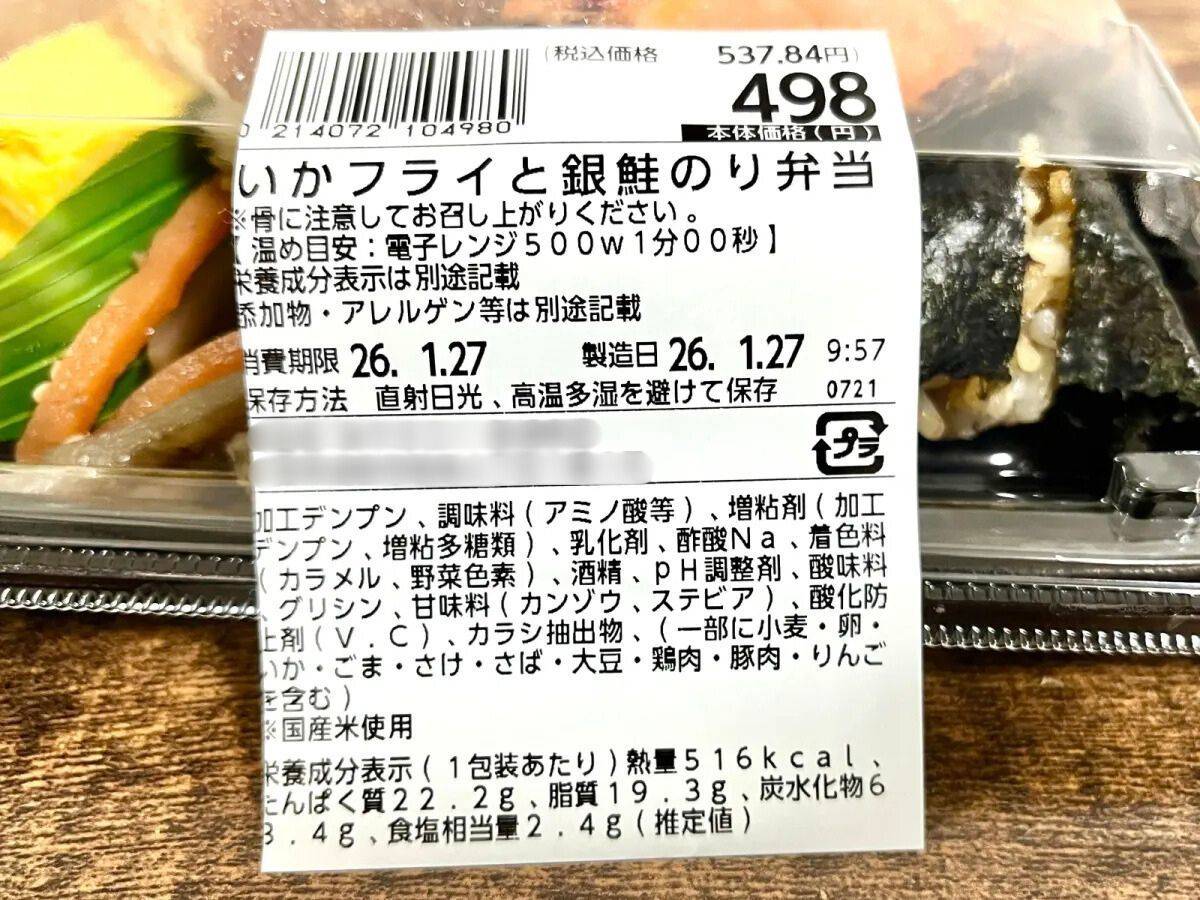 (税込価格 537.84円)
498
本体価格(円)
0 214072 104980
いかフライと銀鮭のり弁当
※骨に注意してお召し上がりください。
【温め目安:電子レンジ500w1分00秒】
栄養成分表示は別途記載
添加物・アレルゲン等は別途記載
消費期限 26. 1.27 製造日 26. 1.27 9:57
保存方法 直射日光、高温多湿を避けて保存 0721
プラ
加工デンプン、調味料(アミノ酸等)、増粘剤(加工
デンプン、増粘多糖類)、乳化剤、酢酸Na、着色料
(カラメル、野菜色素)、酒精、pH調整剤、酸味料
、グリシン、甘味料(カンゾウ、ステビア)、酸化防
止剤(V.C)、カラシ抽出物、(一部に小麦・卵・
いか・ごま・さけ・さば・大豆・鶏肉・豚肉・りんご
を含む)
※国産米使用
栄養成分表示(1包装あたり)熱量516kcal、
たんぱく質22.2g、脂質19.3g、炭水化物6
3.4g、食塩相当量2.4g(推定値)